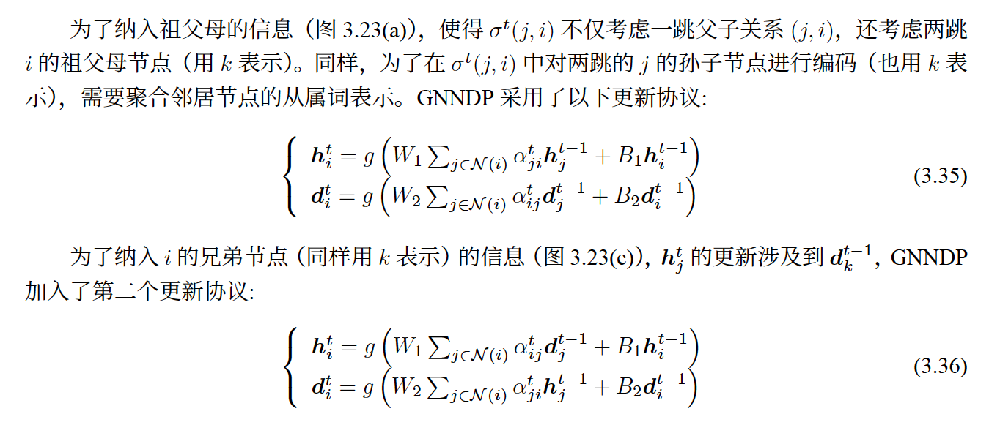 为了纳入祖父母的信息（图 3.23(a)），使得 σᵗ(j, i) 不仅考虑一跳父子关系 (j, i)，还考虑两跳
i 的祖父母节点（用 k 表示）。同样，为了在 σᵗ(j, i) 中对两跳的 j 的孙子节点进行编码（也用 k 表
示），需要聚合邻居节点的从属词表示。GNNDP 采用了以下更新协议:
$$\left\{\begin{array}{l} \boldsymbol{h}_i^t = g\left(W_1 \sum_{j\in\mathcal{N}(i)} \alpha_{ji}^t \boldsymbol{h}_j^{t-1} + B_1 \boldsymbol{h}_i^{t-1}\right) \\ \boldsymbol{d}_i^t = g\left(W_2 \sum_{j\in\mathcal{N}(i)} \alpha_{ij}^t \boldsymbol{d}_j^{t-1} + B_2 \boldsymbol{d}_i^{t-1}\right) \end{array}\right.$$ (3.35)
为了纳入 i 的兄弟节点（同样用 k 表示）的信息（图 3.23(c)），$\boldsymbol{h}_j^t$ 的更新涉及到 $\boldsymbol{d}_k^{t-1}$，GNNDP
加入了第二个更新协议:
$$\left\{\begin{array}{l} \boldsymbol{h}_i^t = g\left(W_1 \sum_{j\in\mathcal{N}(i)} \alpha_{ij}^t \boldsymbol{d}_j^{t-1} + B_1 \boldsymbol{h}_i^{t-1}\right) \\ \boldsymbol{d}_i^t = g\left(W_2 \sum_{j\in\mathcal{N}(i)} \alpha_{ji}^t \boldsymbol{h}_j^{t-1} + B_2 \boldsymbol{d}_i^{t-1}\right) \end{array}\right.$$ (3.36)